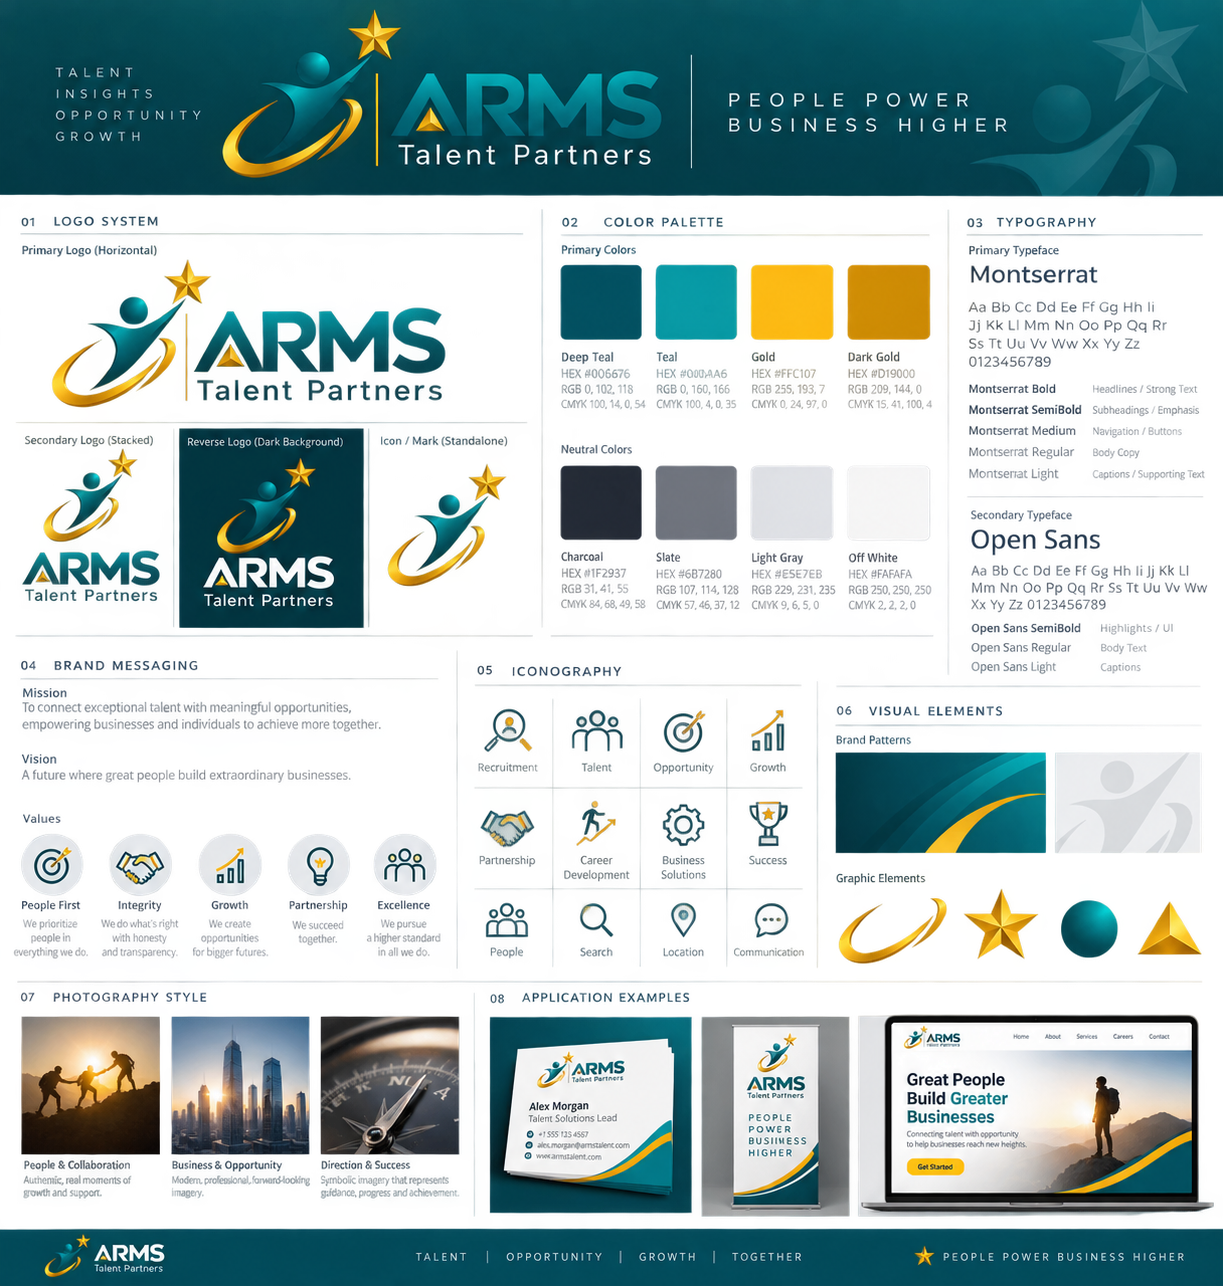 TALENT
INSIGHTS
OPPORTUNITY
GROWTH
ARMS
Talent Partners
PEOPLE POWER
BUSINESS HIGHER
01 LOGO SYSTEM
Primary Logo (Horizontal)
ARMS
Talent Partners
Secondary Logo (Stacked)
ARMS
Talent Partners
Reverse Logo (Dark Background)
ARMS
Talent Partners
Icon / Mark (Standalone)
02 COLOR PALETTE
Primary Colors
Deep Teal
HEX #006676
RGB 0, 102, 118
CMYK 100, 14, 0, 54
Teal
HEX
RGB 0, 160, 166
CMYK 100, 4, 0, 35
Gold
HEX #FFC107
RGB 255, 193, 7
CMYK 0, 24, 97, 0
Dark Gold
HEX #D19000
RGB 209, 144, 0
CMYK 15, 41, 100, 4
Neutral Colors
Charcoal
HEX #1F2937
RGB 31, 41, 55
CMYK 84, 68, 49, 58
Slate
HEX #6B7280
RGB 107, 114, 128
CMYK 57, 46, 37, 12
Light Gray
HEX #E5E7EB
RGB 229, 231, 235
CMYK 9, 6, 5, 0
Off White
HEX #FAFAFA
RGB 250, 250, 250
CMYK 2, 2, 2, 0
03 TYPOGRAPHY
Primary Typeface
Montserrat
Aa Bb Cc Dd Ee Ff Gg Hh Ii
Jj Kk Ll Mm Nn Oo Pp Qq Rr
Ss Tt Uu Vv Ww Xx Yy Zz
0123456789
Montserrat Bold Headlines / Strong Text
Montserrat SemiBold Subheadings / Emphasis
Montserrat Medium Navigation / Buttons
Montserrat Regular Body Copy
Montserrat Light Captions / Supporting Text
Secondary Typeface
Open Sans
Aa Bb Cc Dd Ee Ff Gg Hh Ii Jj Kk Ll
Mm Nn Oo Pp Qq Rr Ss Tt Uu Vv Ww
Xx Yy Zz 0123456789
Open Sans SemiBold Highlights / UI
Open Sans Regular Body Text
Open Sans Light Captions
04 BRAND MESSAGING
Mission
To connect exceptional talent with meaningful opportunities,
empowering businesses and individuals to achieve more together.
Vision
A future where great people build extraordinary businesses.
Values
People First
We prioritize
people in
everything we do.
Integrity
We do what's right
with honesty
and transparency.
Growth
We create
opportunities
for bigger futures.
Partnership
We succeed
together.
Excellence
We pursue
a higher standard
in all we do.
05 ICONOGRAPHY
Recruitment
Talent
Opportunity
Growth
Partnership
Career
Development
Business
Solutions
Success
People
Search
Location
Communication
06 VISUAL ELEMENTS
Brand Patterns
Graphic Elements
07 PHOTOGRAPHY STYLE
People & Collaboration
Authentic, real moments of
growth and support.
Business & Opportunity
Modern, professional, forward-looking
imagery.
Direction & Success
Symbolic imagery that represents
guidance, progress and achievement.
08 APPLICATION EXAMPLES
ARMS
Talent Partners
Alex Morgan
Talent Solutions Lead
+1 555 123 4567
alex.morgan@armstalent.com
www.armstalent.com
ARMS
Talent Partners
PEOPLE
POWER
BUSIINESS
HIGHER
ARMS
Talent Partners
Home About Services Careers Contact
Great People
Build Greater
Businesses
Connecting talent with opportunity
to help businesses reach new heights.
Get Started
ARMS
Talent Partners
TALENT | OPPORTUNITY | GROWTH | TOGETHER
PEOPLE POWER BUSINESS HIGHER